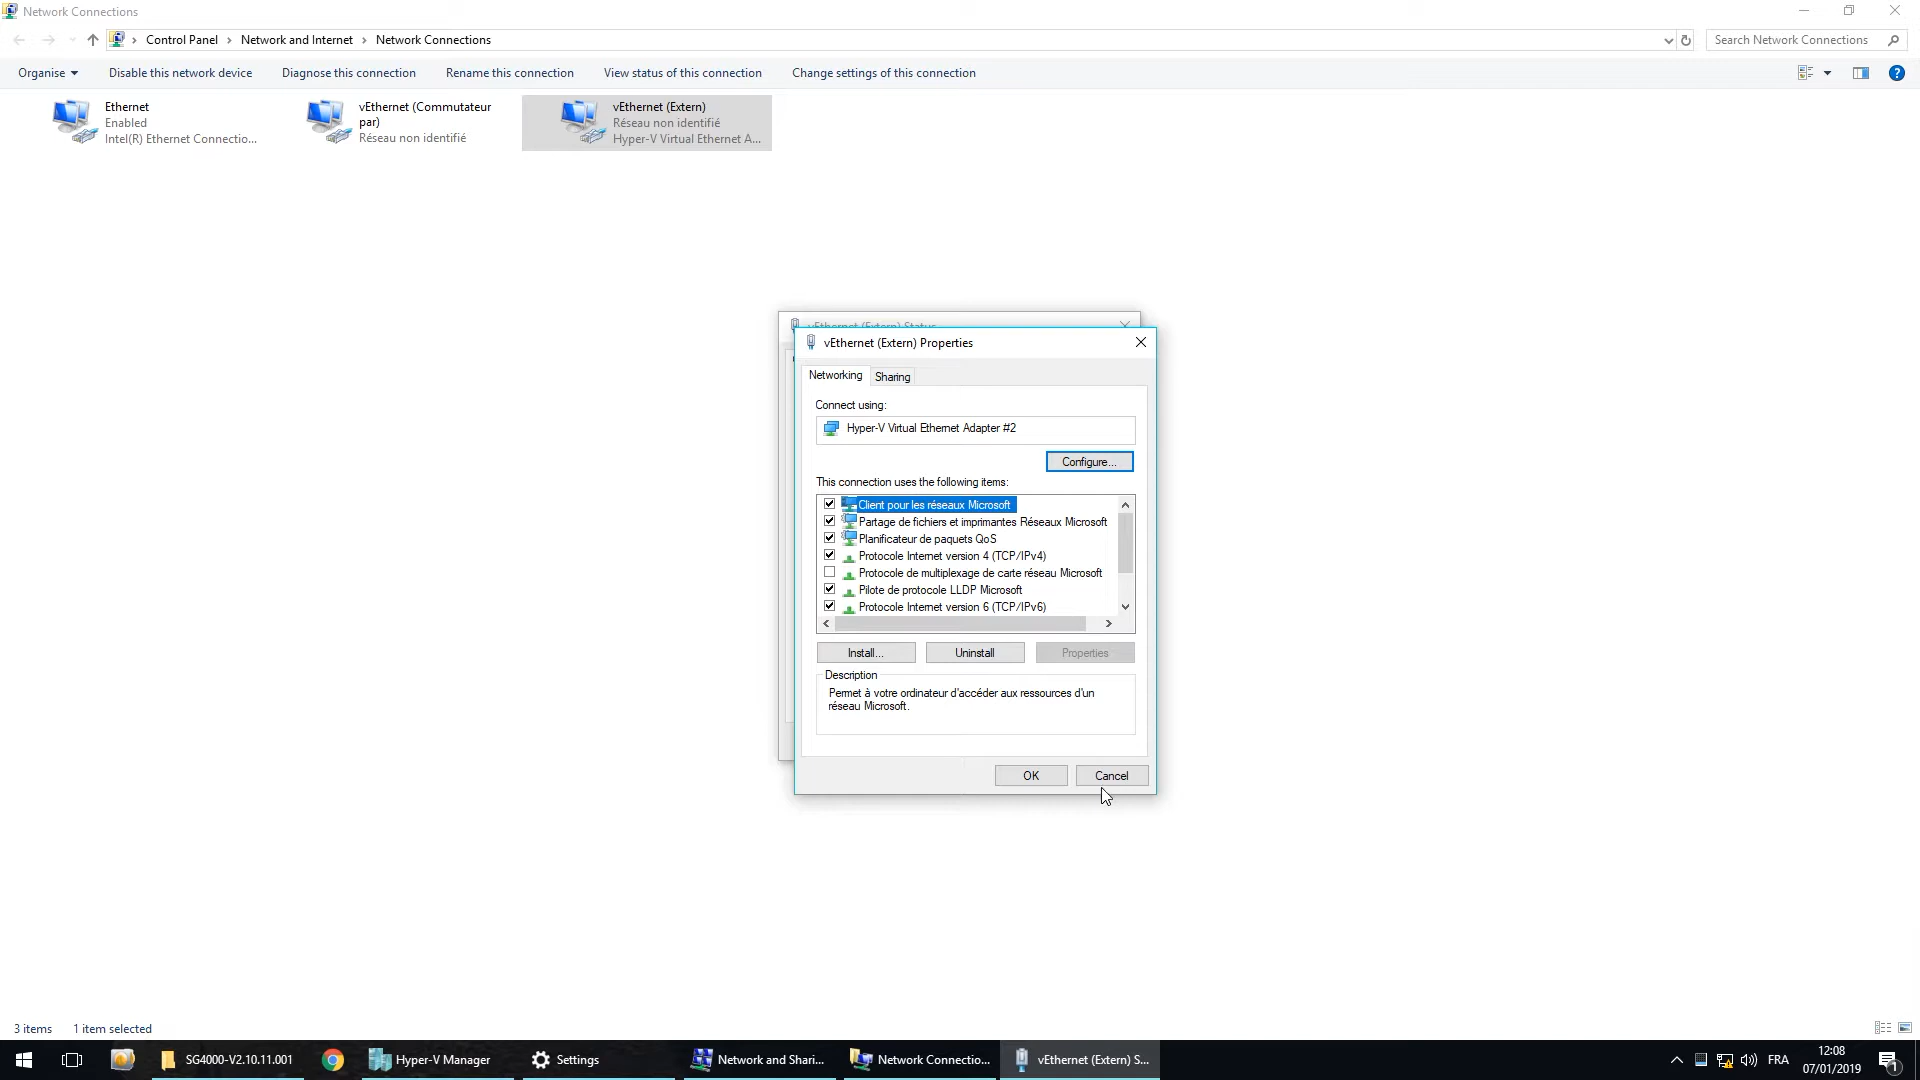 Network Connections
Control Panel
Network and Internet
Network Connections
Search Network Connections
Organise
Disable this network device
Diagnose this connection
Rename this connection
View status of this connection
Change settings of this connection
Ethernet
Enabled
Intel(R) Ethernet Connectio...
vEthernet (Commutateur
par)
Réseau non identifié
vEthernet (Extern)
Réseau non identifié
Hyper-V Virtual Ethernet A...
vEthernet (Extern) Status
vEthernet (Extern) Properties
Networking
Sharing
Connect using:
Hyper-V Virtual Ethernet Adapter #2
Configure...
This connection uses the following items:
Client pour les réseaux Microsoft
Partage de fichiers et imprimantes Réseaux Microsoft
Planificateur de paquets QoS
Protocole Internet version 4 (TCP/IPv4)
Protocole de multiplexage de carte réseau Microsoft
Pilote de protocole LLDP Microsoft
Protocole Internet version 6 (TCP/IPv6)
Install...
Uninstall
Properties
Description
Permet à votre ordinateur d'accéder aux ressources d'un
réseau Microsoft.
OK
Cancel
3 items
1 item selected
SG4000-V2.10.11.001
Hyper-V Manager
Settings
Network and Shari...
Network Connectio...
vEthernet (Extern) S...
FRA
12:08
07/01/2019
1